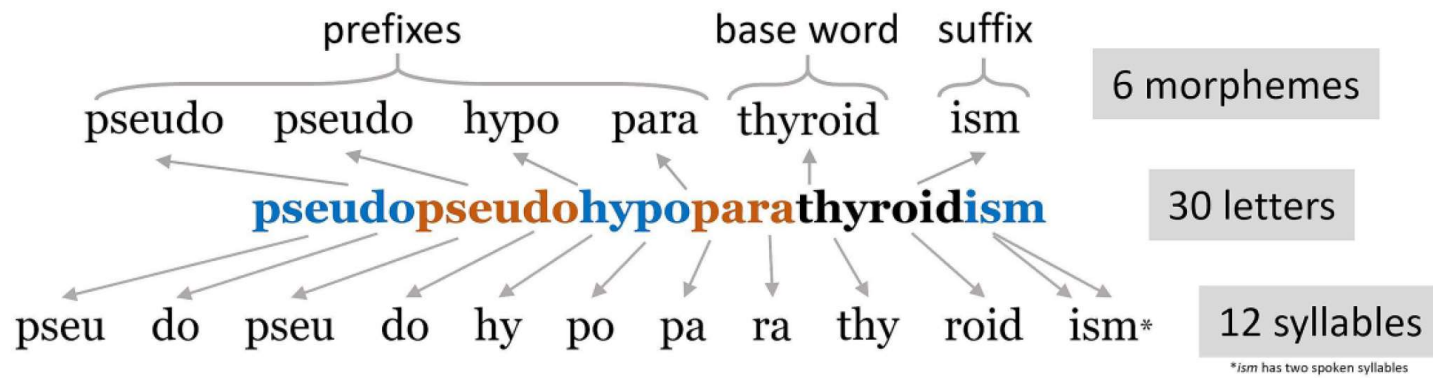 prefixes base word suffix
pseudo pseudo hypo para thyroid ism
6 morphemes
pseudopseudohypoparathyroidism
30 letters
pseu do pseu do hy po pa ra thy roid ism*
12 syllables
*ism has two spoken syllables